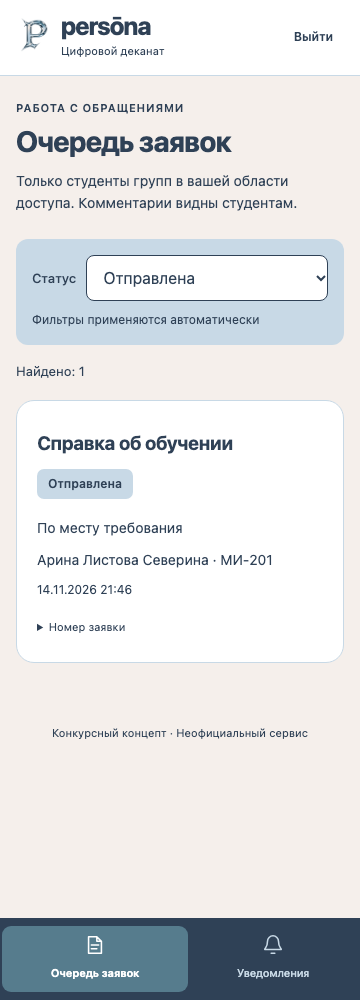 persōna
Цифровой деканат
Выйти
РАБОТА С ОБРАЩЕНИЯМИ
Очередь заявок
Только студенты групп в вашей области
доступа. Комментарии видны студентам.
Статус
Отправлена
Фильтры применяются автоматически
Найдено: 1
Справка об обучении
Отправлена
По месту требования
Арина Листова Северина · МИ-201
14.11.2026 21:46
Номер заявки
Конкурсный концепт · Неофициальный сервис
Очередь заявок
Уведомления